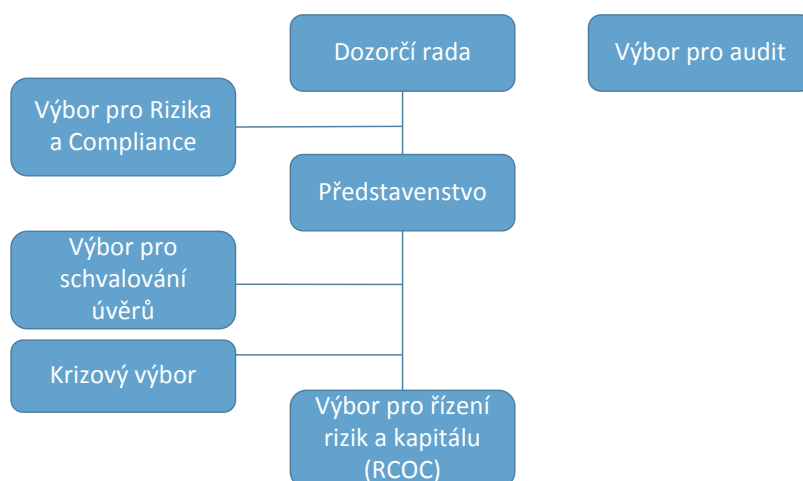 Dozorčí rada
Výbor pro audit
Výbor pro Rizika
a Compliance
Představenstvo
Výbor pro
schvalování
úvěrů
Krizový výbor
Výbor pro řízení
rizik a kapitálu
(RCOC)